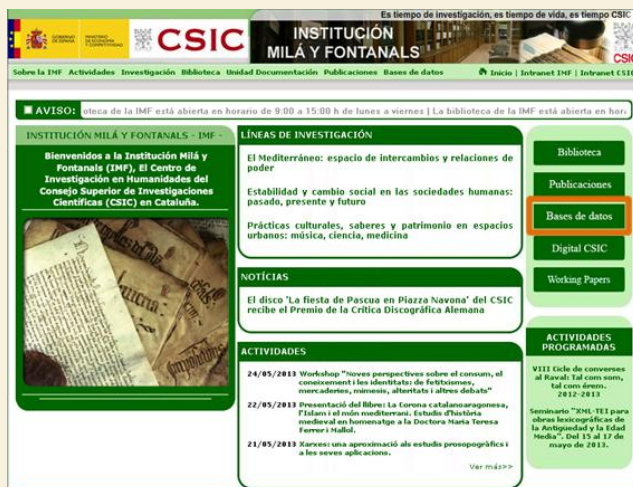 Es tiempo de investigación, es tiempo de vida, es tiempo CSIC
GOBIERNO DE ESPAÑA
MINISTERIO DE ECONOMÍA Y COMPETITIVIDAD
CSIC
INSTITUCIÓN
MILÁ Y FONTANALS
CSIC
Sobre la IMF Actividades Investigación Biblioteca Unidad Documentación Publicaciones Bases de datos
Inicio | Intranet IMF | Intranet CSIC
AVISO: oteca de la IMF está abierta en horario de 9:00 a 15:00 h de lunes a viernes | La biblioteca de la IMF está abierta en hora
INSTITUCIÓN MILÁ Y FONTANALS - IMF -
Bienvenidos a la Institución Milá y
Fontanals (IMF), El Centro de
Investigación en Humanidades del
Consejo Superior de Investigaciones
Científicas (CSIC) en Cataluña.
LÍNEAS DE INVESTIGACIÓN
El Mediterráneo: espacio de intercambios y relaciones de
poder
Estabilidad y cambio social en las sociedades humanas:
pasado, presente y futuro
Prácticas culturales, saberes y patrimonio en espacios
urbanos: música, ciencia, medicina
NOTÍCIAS
El disco 'La fiesta de Pascua en Piazza Navona' del CSIC
recibe el Premio de la Crítica Discográfica Alemana
ACTIVIDADES
24/05/2013 Workshop "Noves perspectives sobre el consum, el
coneixement i les identitats: de fetitxismes,
mercaderies, mimesis, alteritats i altres debats"
22/05/2013 Presentació del llibre: La Corona catalanoaragonesa,
l'Islam i el món mediterrani. Estudis d'història
medieval en homenatge a la Doctora Maria Teresa
Ferrer i Mallol.
21/05/2013 Xarxes: una aproximació als estudis prosopogràfics i
a les seves aplicacions.
Ver más>>
Biblioteca
Publicaciones
Bases de datos
Digital CSIC
Working Papers
ACTIVIDADES
PROGRAMADAS
VIII Cicle de converses
al Raval: Tal com som,
tal com érem.
2012-2013
Seminario "XML-TEI para
obras lexicográficas de
la Antigüedad y la Edad
Media". Del 15 al 17 de
mayo de 2013.